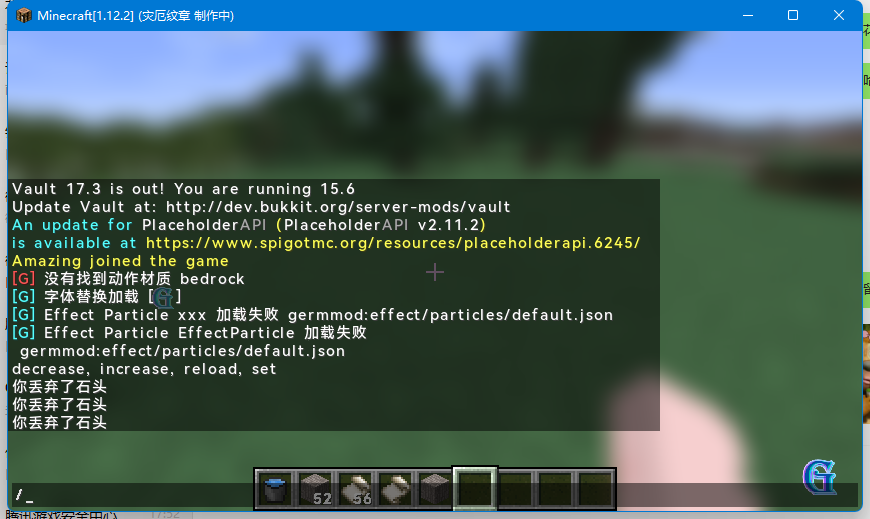 Minecraft[1.12.2] (灾厄纹章 制作中)
Vault 17.3 is out! You are running 15.6
Update Vault at: http://dev.bukkit.org/server-mods/vault
An update for PlaceholderAPI (PlaceholderAPI v2.11.2)
is available at https://www.spigotmc.org/resources/placeholderapi.6245/
Amazing joined the game
[G] 没有找到动作材质 bedrock
[G] 字体替换加载 [G]
[G] Effect Particle xxx 加载失败 germmod:effect/particles/default.json
[G] Effect Particle EffectParticle 加载失败
germmod:effect/particles/default.json
decrease, increase, reload, set
你丢弃了石头
你丢弃了石头
你丢弃了石头
52 56
G
/_